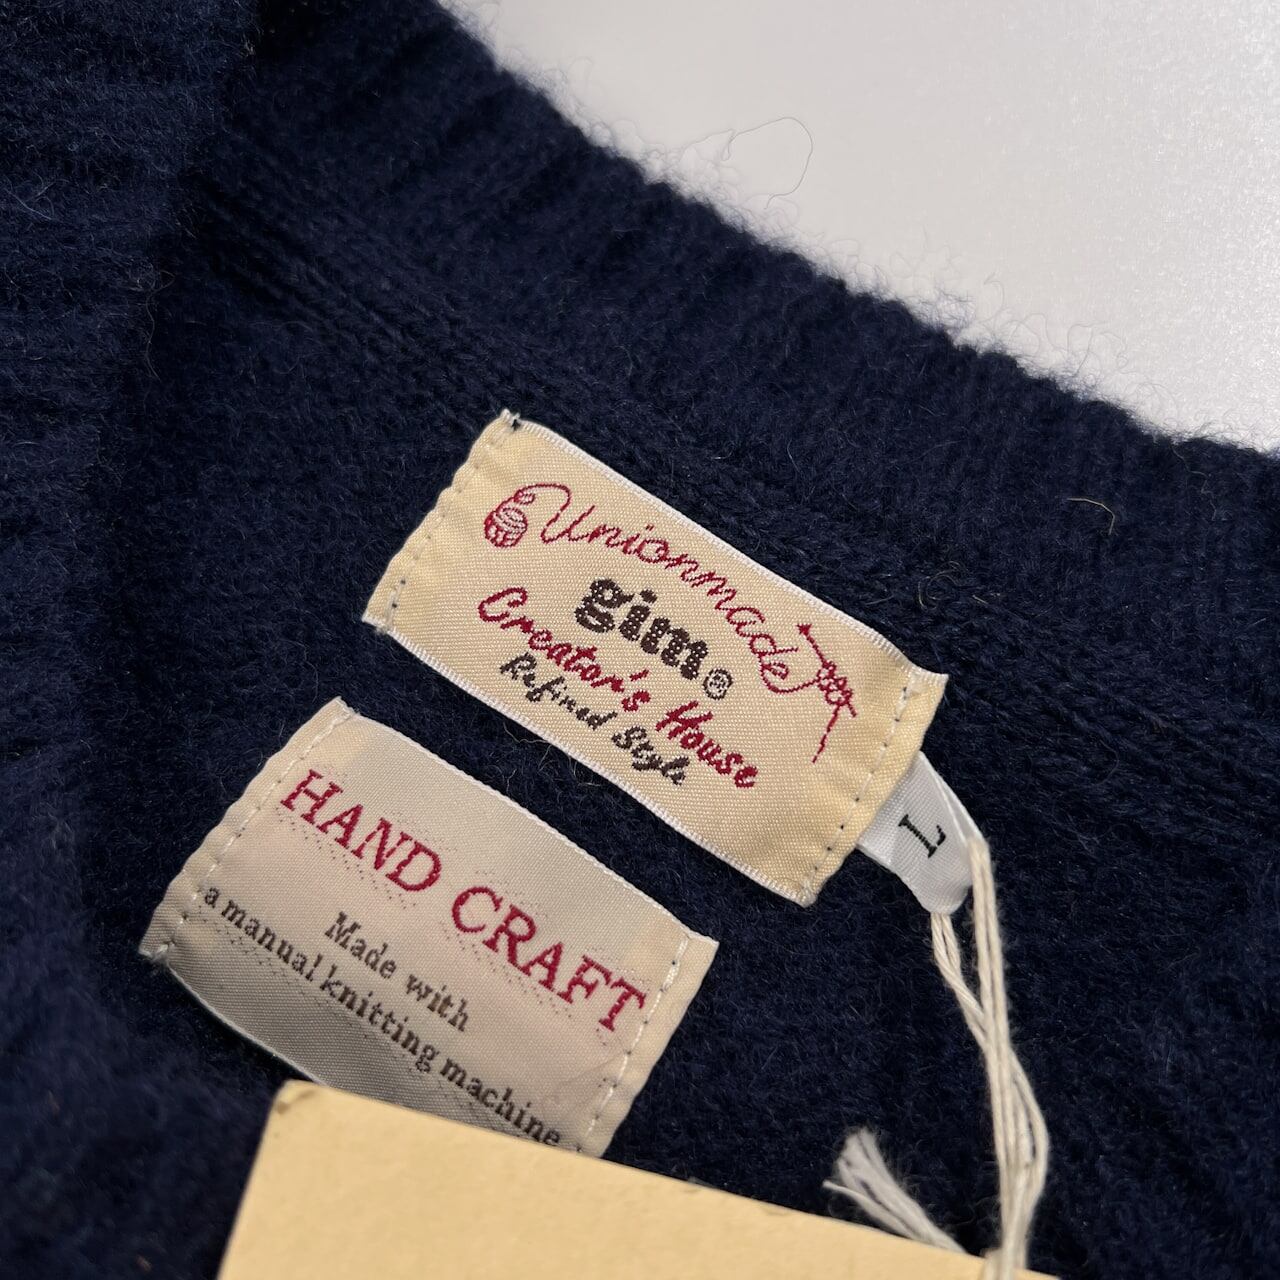 Unionmade
gim®
Creator's House
Refined Style
L
HAND CRAFT
Made with
a manual knitting machine